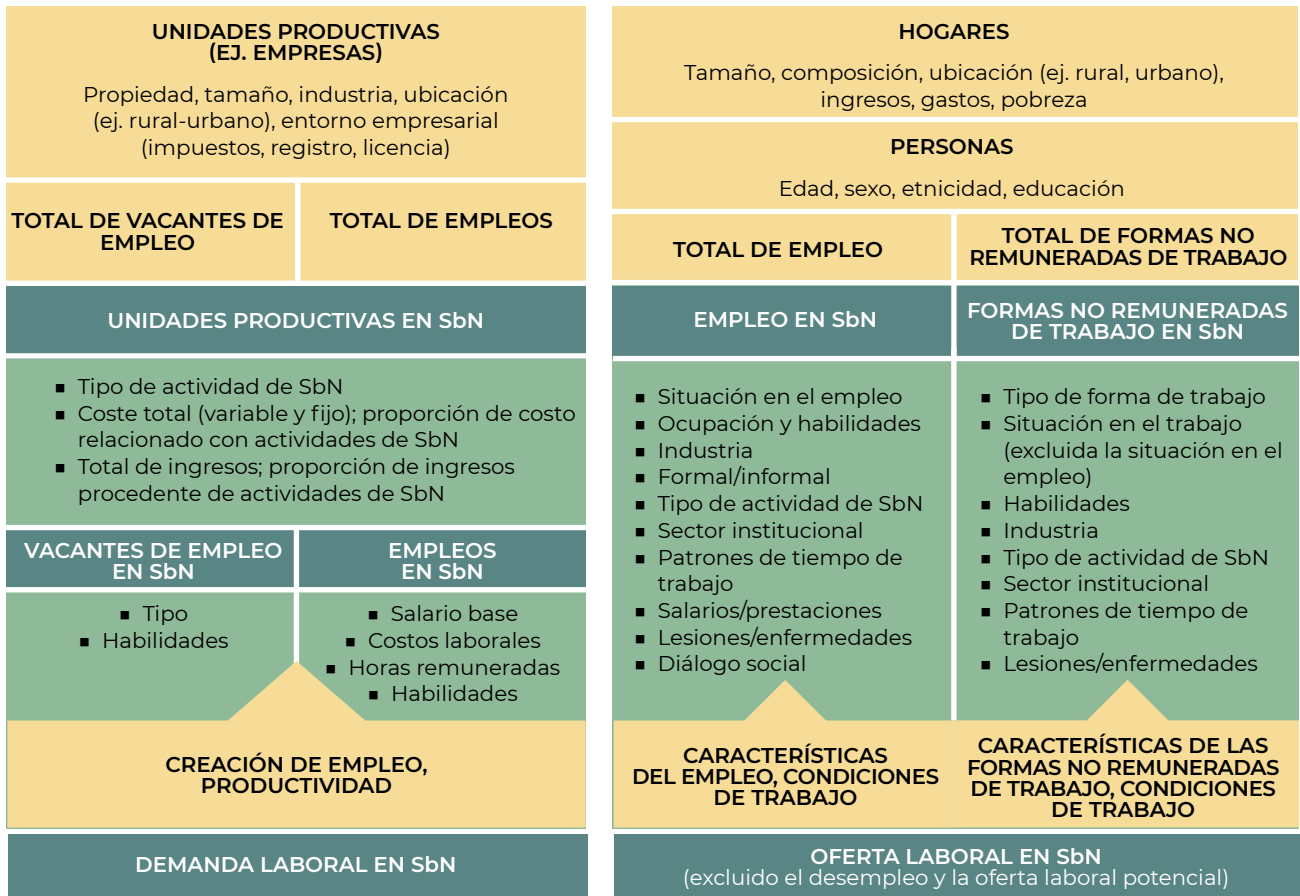 UNIDADES PRODUCTIVAS
(EJ. EMPRESAS)
Propiedad, tamaño, industria, ubicación
(ej. rural-urbano), entorno empresarial
(impuestos, registro, licencia)
TOTAL DE VACANTES DE
EMPLEO
TOTAL DE EMPLEOS
UNIDADES PRODUCTIVAS EN SbN
▪ Tipo de actividad de SbN
▪ Coste total (variable y fijo); proporción de costo
relacionado con actividades de SbN
▪ Total de ingresos; proporción de ingresos
procedente de actividades de SbN
VACANTES DE EMPLEO
EN SbN
▪ Tipo
▪ Habilidades
EMPLEOS
EN SbN
▪ Salario base
▪ Costos laborales
▪ Horas remuneradas
▪ Habilidades
CREACIÓN DE EMPLEO,
PRODUCTIVIDAD
DEMANDA LABORAL EN SbN
HOGARES
Tamaño, composición, ubicación (ej. rural, urbano),
ingresos, gastos, pobreza
PERSONAS
Edad, sexo, etnicidad, educación
TOTAL DE EMPLEO
TOTAL DE FORMAS NO
REMUNERADAS DE TRABAJO
EMPLEO EN SbN
▪ Situación en el empleo
▪ Ocupación y habilidades
▪ Industria
▪ Formal/informal
▪ Tipo de actividad de SbN
▪ Sector institucional
▪ Patrones de tiempo de
trabajo
▪ Salarios/prestaciones
▪ Lesiones/enfermedades
▪ Diálogo social
CARACTERÍSTICAS
DEL EMPLEO, CONDICIONES
DE TRABAJO
FORMAS NO REMUNERADAS
DE TRABAJO EN SbN
▪ Tipo de forma de trabajo
▪ Situación en el trabajo
(excluida la situación en el
empleo)
▪ Habilidades
▪ Industria
▪ Tipo de actividad de SbN
▪ Sector institucional
▪ Patrones de tiempo de
trabajo
▪ Lesiones/enfermedades
CARACTERÍSTICAS DE LAS
FORMAS NO REMUNERADAS
DE TRABAJO, CONDICIONES
DE TRABAJO
OFERTA LABORAL EN SbN
(excluido el desempleo y la oferta laboral potencial)